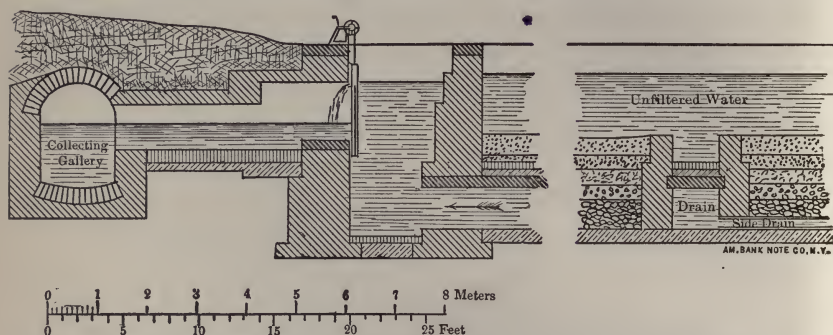 Unfiltered Water
Collecting
Gallery
Drain
Side Drain
AM. BANK NOTE CO. N.Y.
0 1 2 3 4 5 6 7 8 Meters
0 5 10 15 20 25 Feet